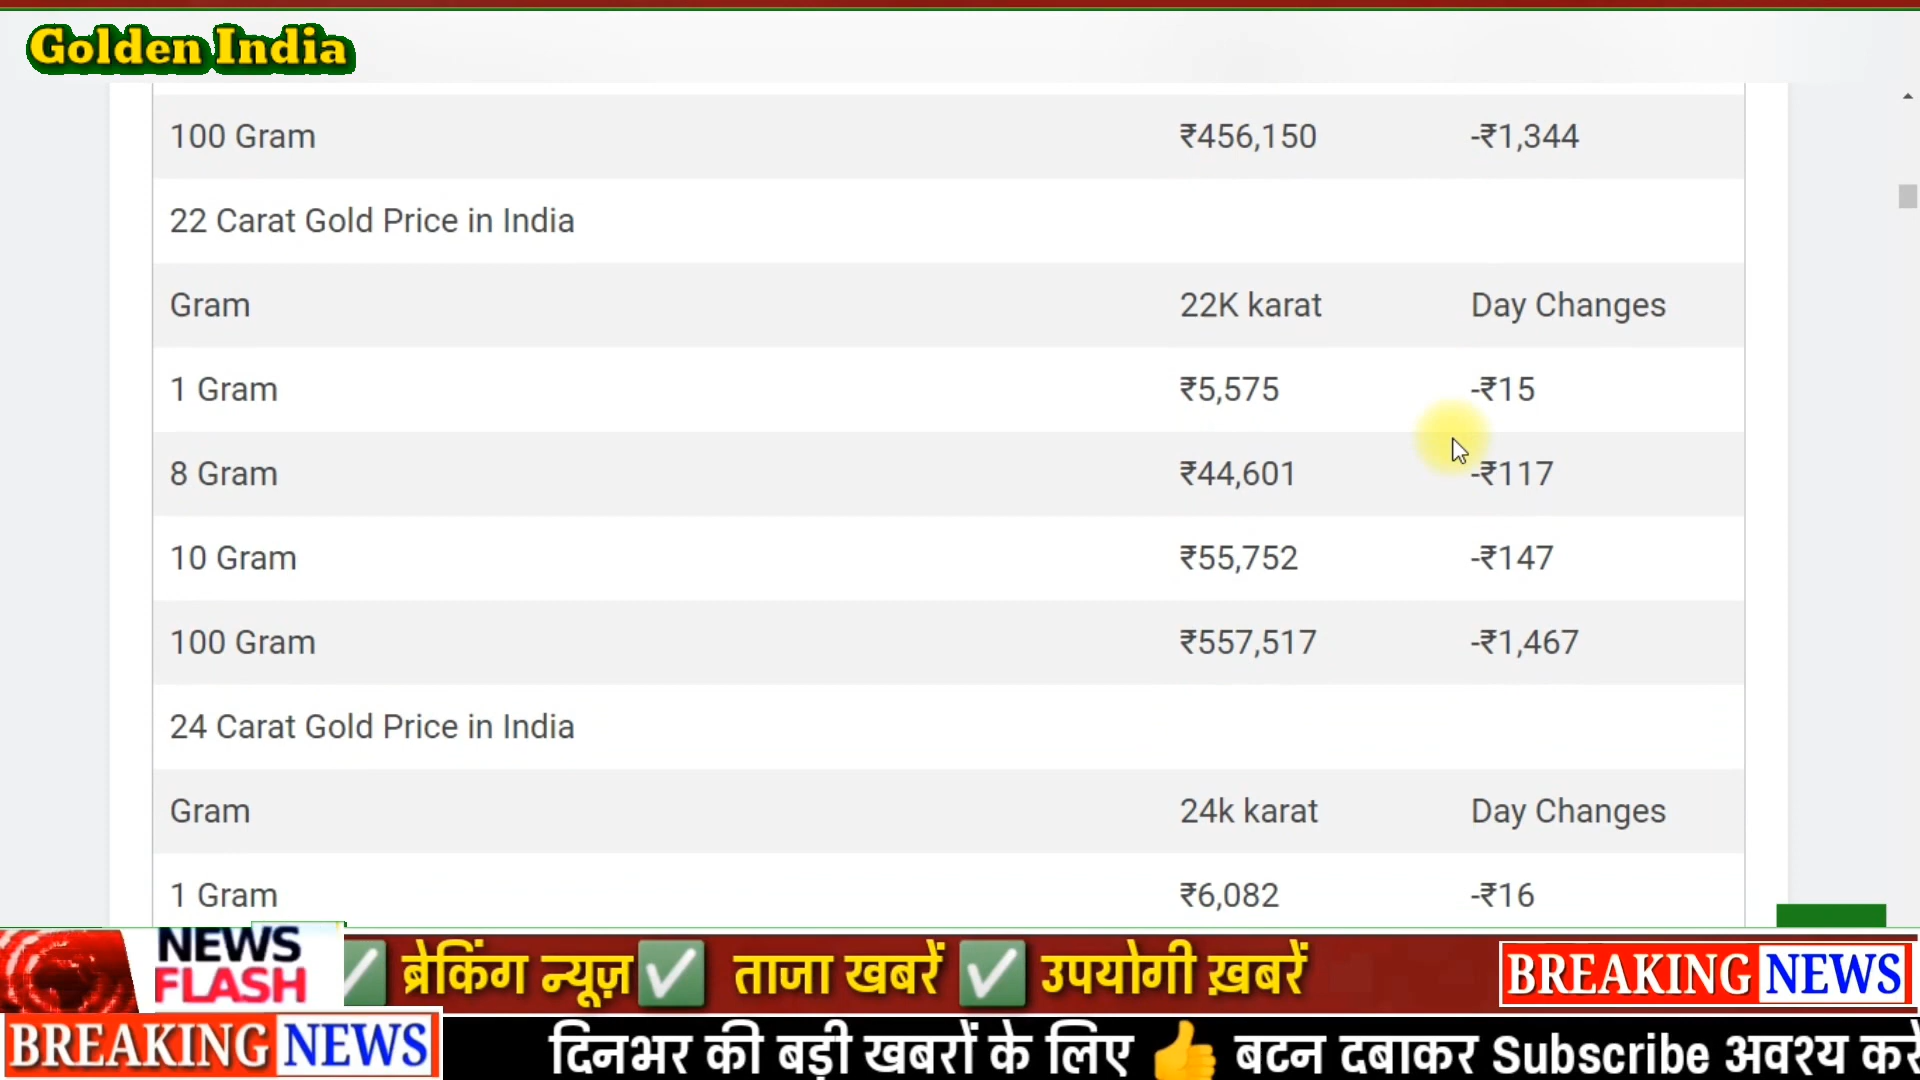 Golden India
100 Gram ₹456,150 -₹1,344
22 Carat Gold Price in India
Gram 22K karat Day Changes
1 Gram ₹5,575 -₹15
8 Gram ₹44,601 -₹117
10 Gram ₹55,752 -₹147
100 Gram ₹557,517 -₹1,467
24 Carat Gold Price in India
Gram 24k karat Day Changes
1 Gram ₹6,082 -₹16
NEWS
FLASH
✅ ब्रेकिंग न्यूज़ ✅ ताजा खबरें ✅ उपयोगी ख़बरें
BREAKING NEWS
BREAKING NEWS
दिनभर की बड़ी खबरों के लिए 👍 बटन दबाकर Subscribe अवश्य करें